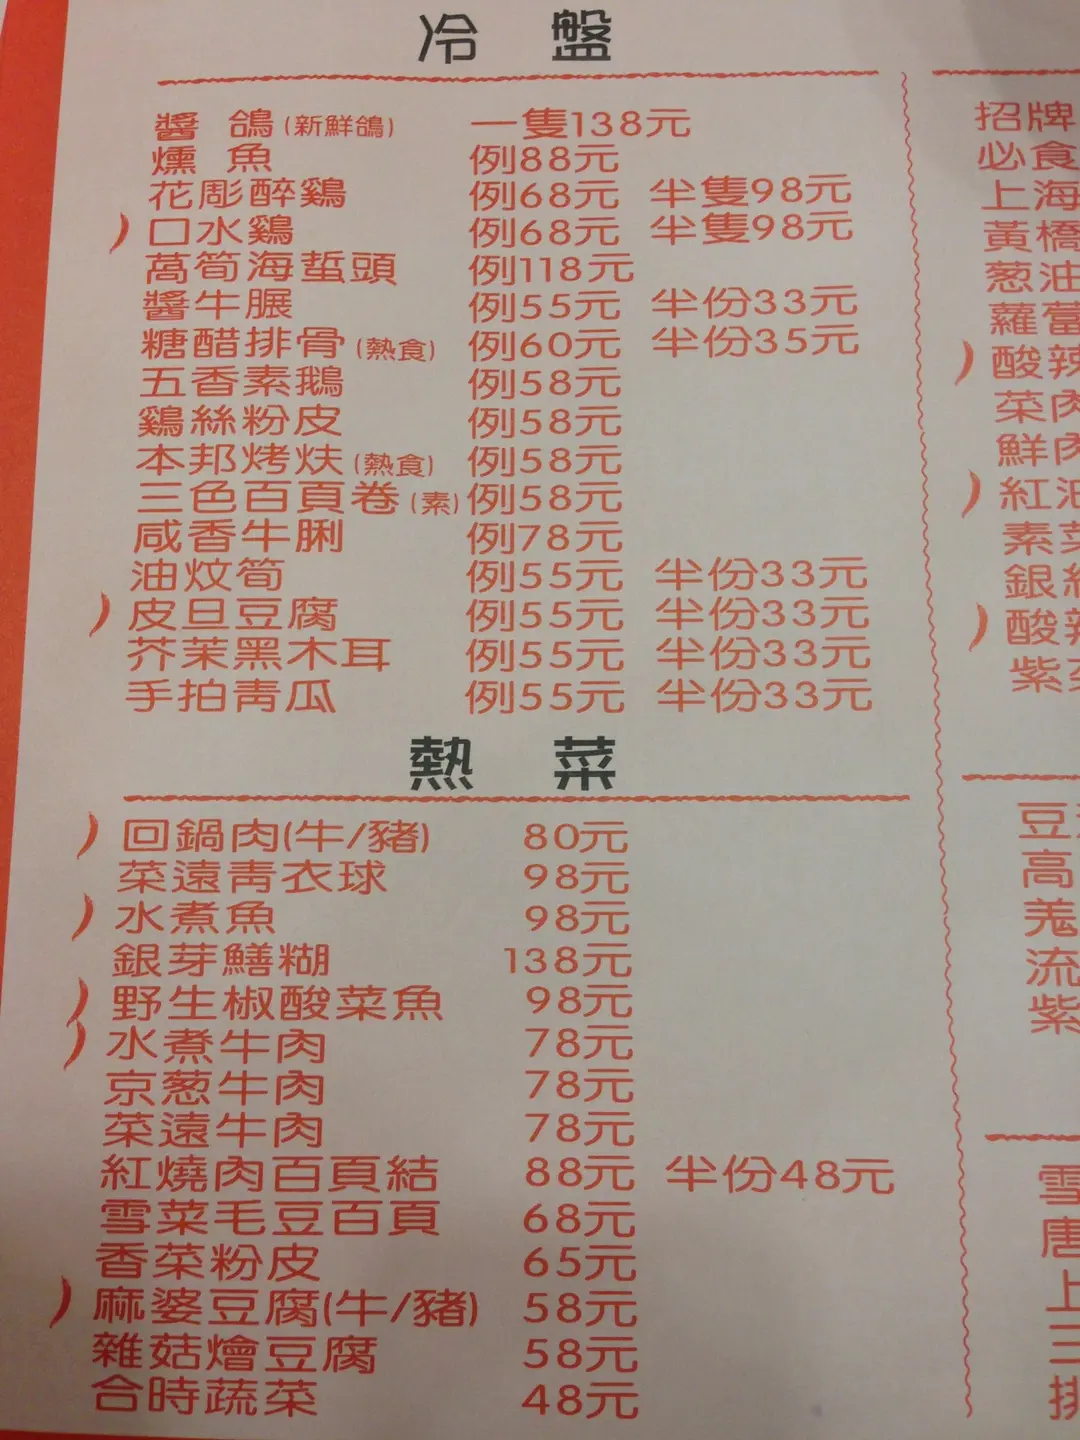 冷盤
醬鴿(新鮮鴿) 一隻138元
燻魚 例88元
花彫醉鷄 例68元 半隻98元
口水鷄 例68元 半隻98元
萵筍海蜇頭 例118元
醬牛𦟌 例55元 半份33元
糖醋排骨(熱食) 例60元 半份35元
五香素鵝 例58元
鷄絲粉皮 例58元
本邦烤麩(熱食) 例58元
三色百頁卷(素) 例58元
咸香牛脷 例78元
油炆筍 例55元 半份33元
皮旦豆腐 例55元 半份33元
芥茉黑木耳 例55元 半份33元
手拍青瓜 例55元 半份33元
熱菜
回鍋肉(牛/豬) 80元
菜遠青衣球 98元
水煮魚 98元
銀芽鱔糊 138元
野生椒酸菜魚 98元
水煮牛肉 78元
京葱牛肉 78元
菜遠牛肉 78元
紅燒肉百頁結 88元 半份48元
雪菜毛豆百頁 68元
香菜粉皮 65元
麻婆豆腐(牛/豬) 58元
雜菇燴豆腐 58元
合時蔬菜 48元
招牌
必食
上海
黃橋
葱油
蘿蔔
酸辣
菜肉
鮮肉
紅油
素菜
銀絲
酸辣
紫菜
豆
高
羗
流
紫
雪
唐
上
三
排